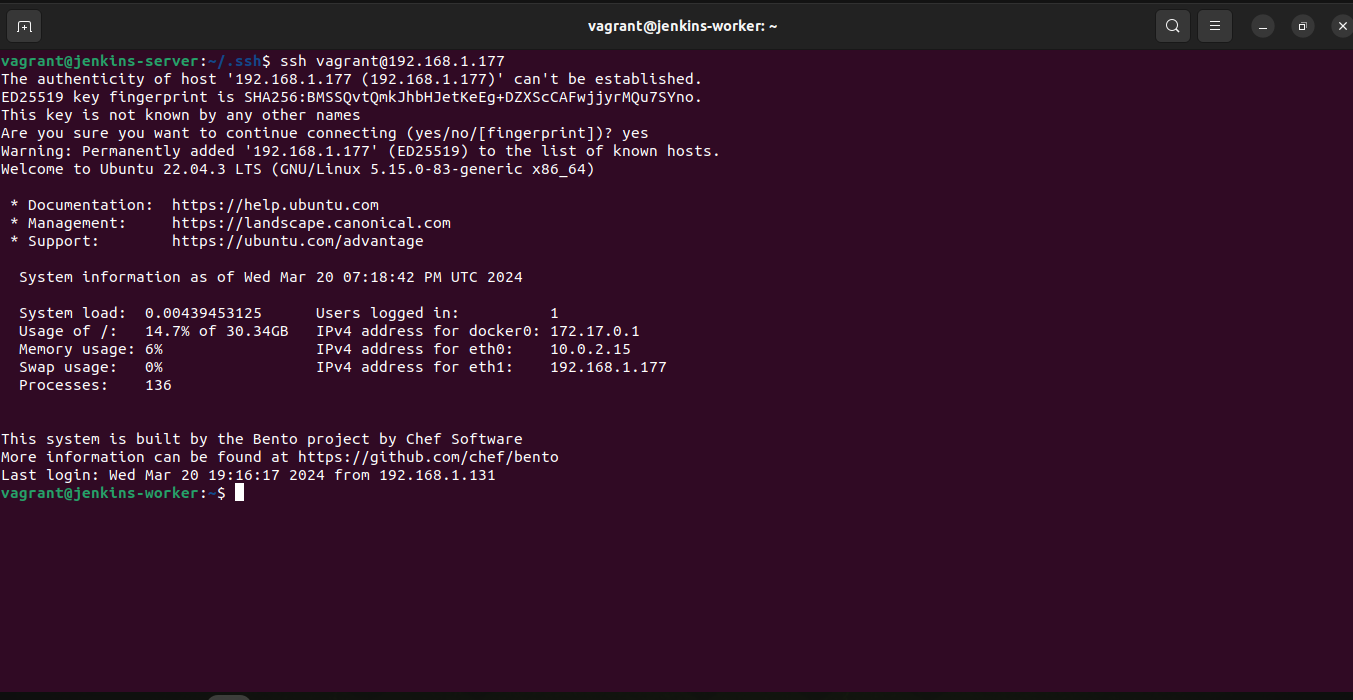 vagrant@jenkins-worker: ~
vagrant@jenkins-server:~/.ssh$ ssh vagrant@192.168.1.177
The authenticity of host '192.168.1.177 (192.168.1.177)' can't be established.
ED25519 key fingerprint is SHA256:BMSSQvtQmkJhbHJetKeEg+DZXScCAFwjjyrMQu7SYno.
This key is not known by any other names
Are you sure you want to continue connecting (yes/no/[fingerprint])? yes
Warning: Permanently added '192.168.1.177' (ED25519) to the list of known hosts.
Welcome to Ubuntu 22.04.3 LTS (GNU/Linux 5.15.0-83-generic x86_64)
* Documentation:  https://help.ubuntu.com
* Management:     https://landscape.canonical.com
* Support:        https://ubuntu.com/advantage
System information as of Wed Mar 20 07:18:42 PM UTC 2024
System load:  0.00439453125      Users logged in:          1
Usage of /:   14.7% of 30.34GB   IPv4 address for docker0: 172.17.0.1
Memory usage: 6%                 IPv4 address for eth0:    10.0.2.15
Swap usage:   0%                 IPv4 address for eth1:    192.168.1.177
Processes:    136
This system is built by the Bento project by Chef Software
More information can be found at https://github.com/chef/bento
Last login: Wed Mar 20 19:16:17 2024 from 192.168.1.131
vagrant@jenkins-worker:~$